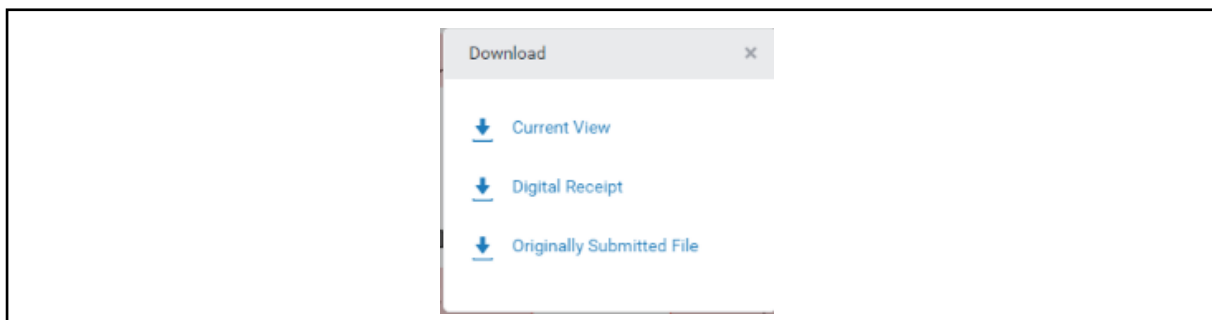 Download ×
Current View
Digital Receipt
Originally Submitted File